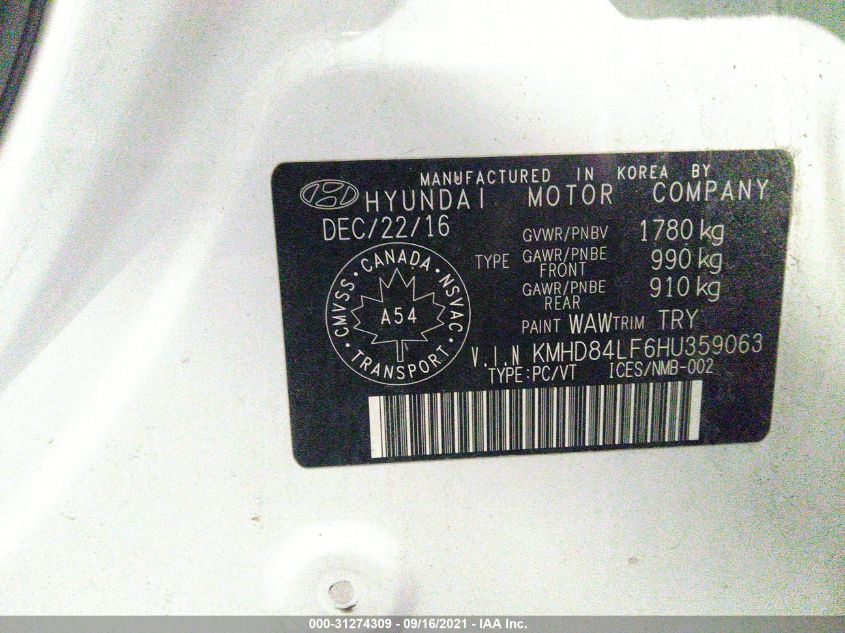 MANUFACTURED IN KOREA BY
HYUNDAI MOTOR COMPANY
DEC/22/16
GVWR/PNBV 1780 kg
TYPE GAWR/PNBE FRONT 990 kg
GAWR/PNBE REAR 910 kg
CMVSS • CANADA • NSVAC • TRANSPORT •
A54
PAINT WAW TRIM TRY
V.I.N KMHD84LF6HU359063
TYPE:PC/VT ICES/NMB-002
000-31274309 - 09/16/2021 - IAA Inc.